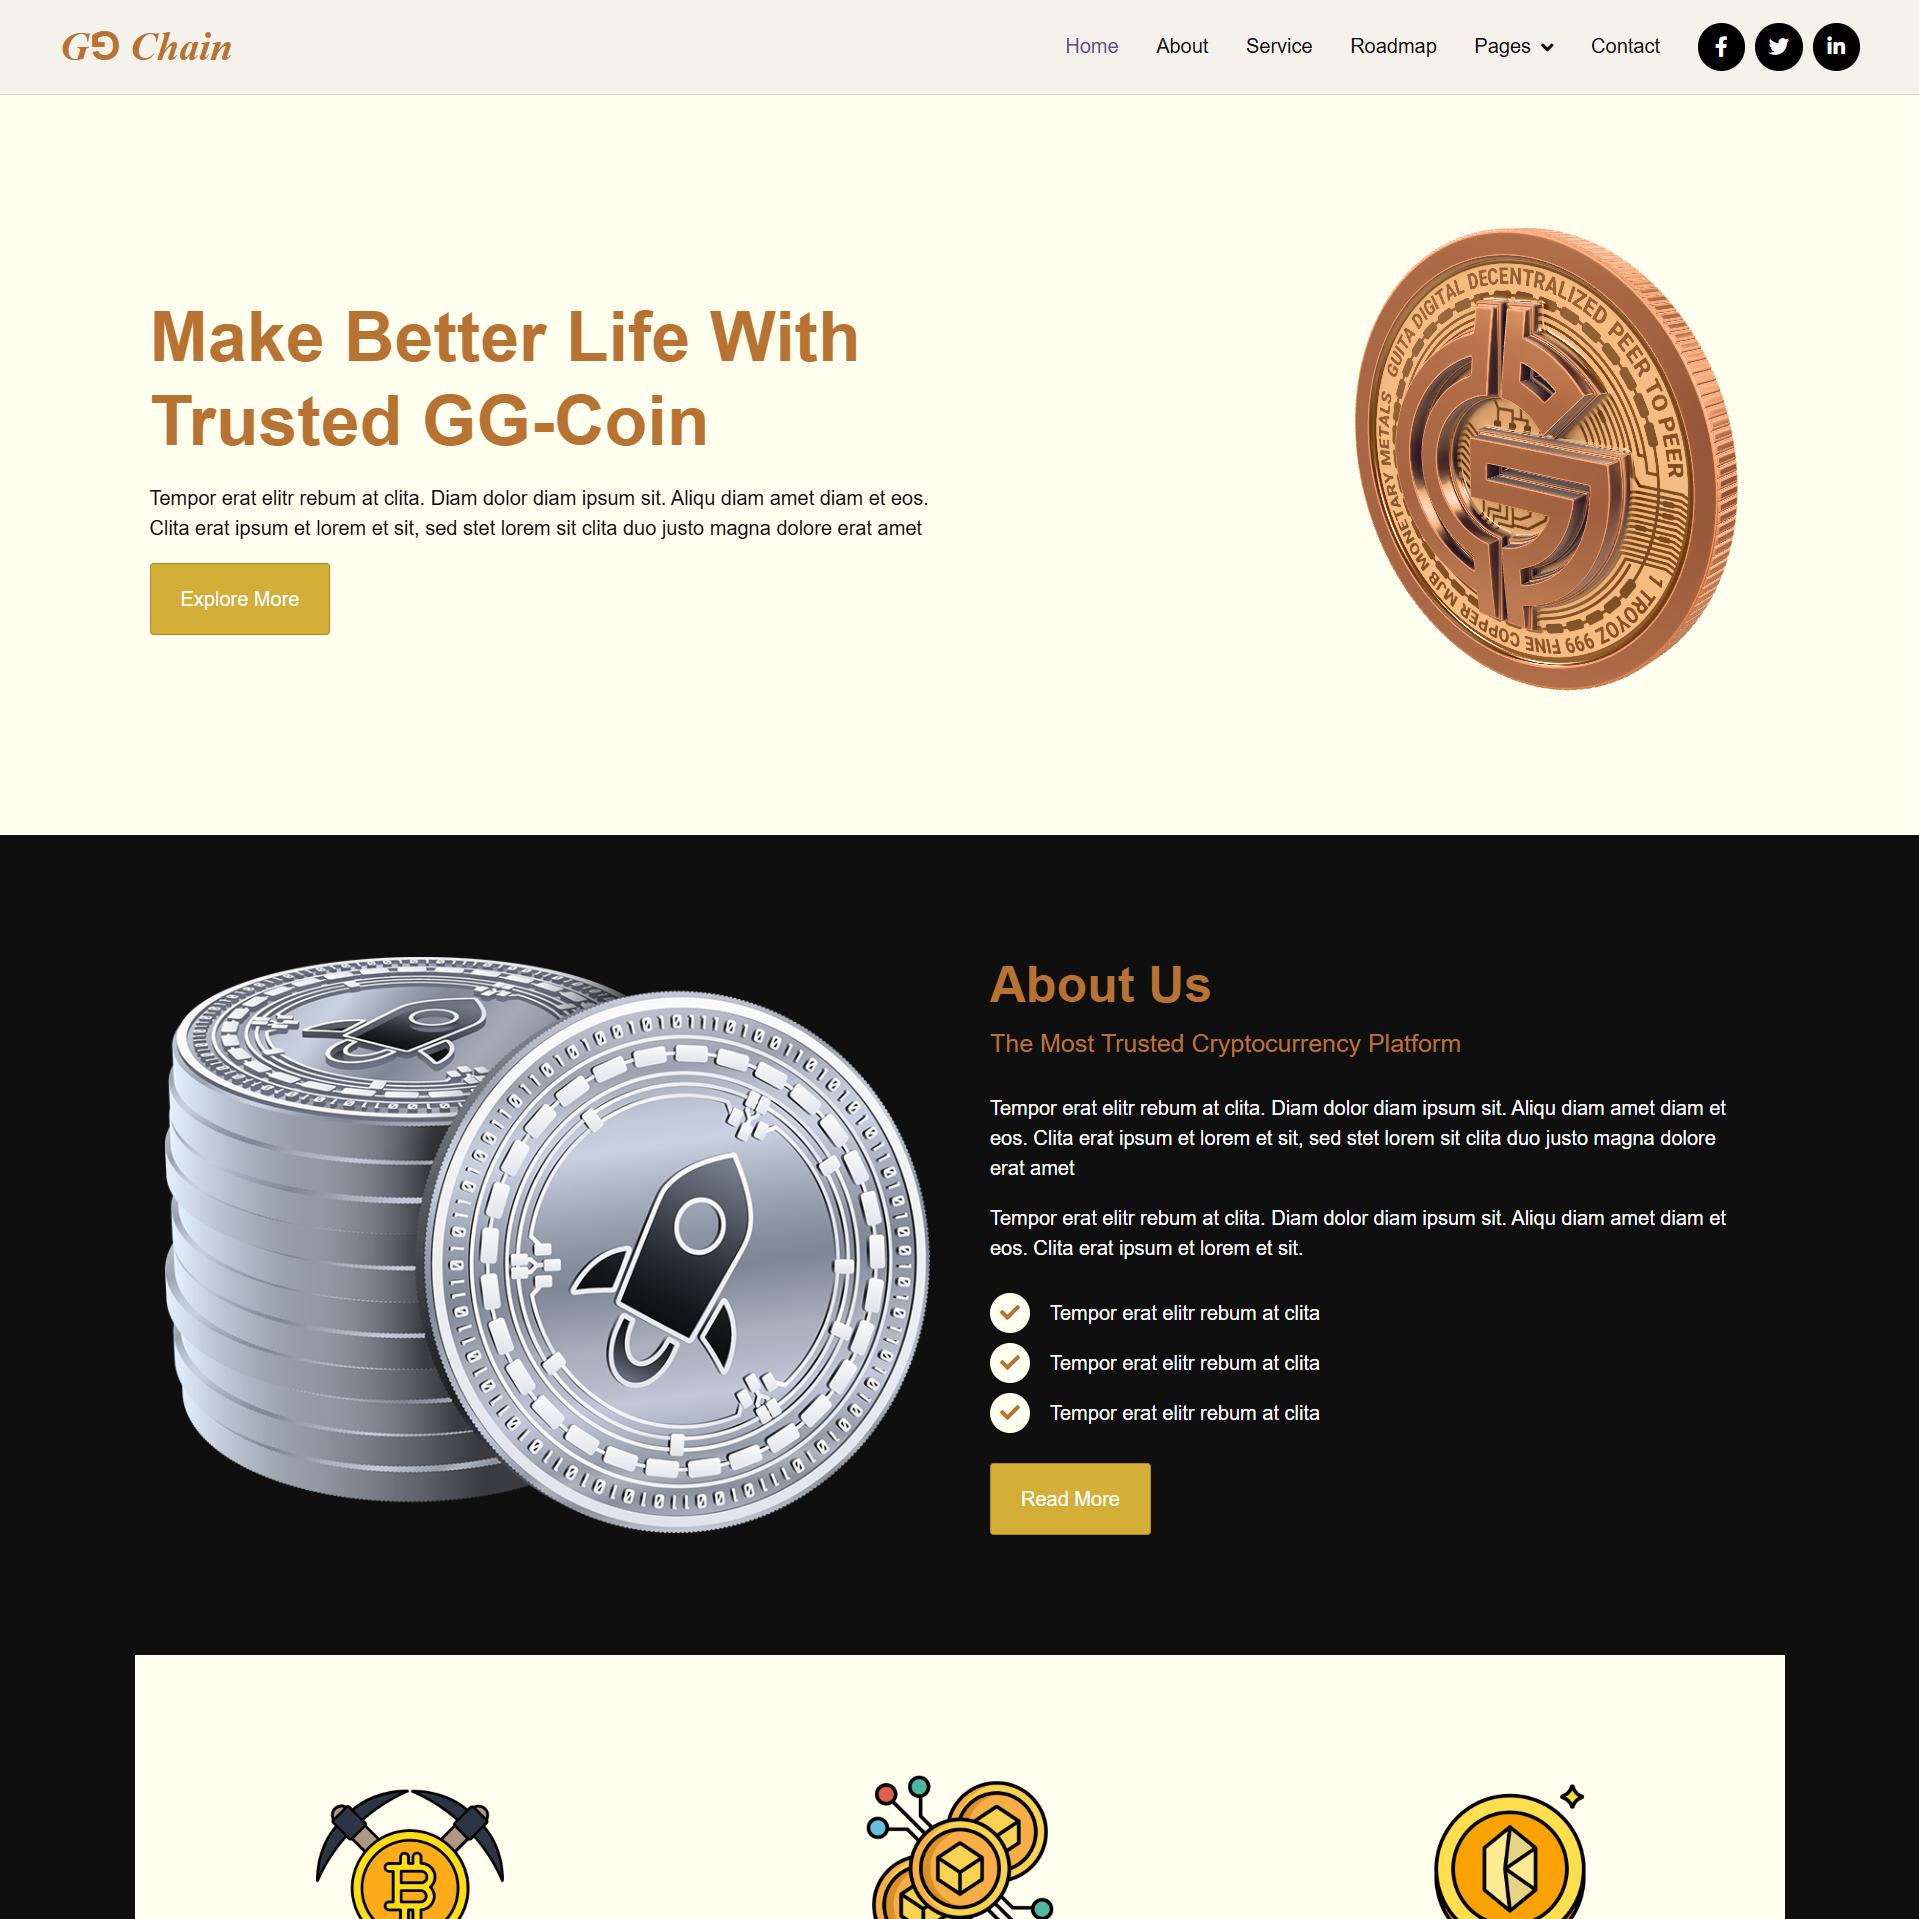 GG Chain
Home About Service Roadmap Pages Contact
Make Better Life With
Trusted GG-Coin
Tempor erat elitr rebum at clita. Diam dolor diam ipsum sit. Aliqu diam amet diam et eos.
Clita erat ipsum et lorem et sit, sed stet lorem sit clita duo justo magna dolore erat amet
Explore More
GUITA DIGITAL DECENTRALIZED PEER TO PEER
1 TROYOZ 999 FINE COPPER MJB MONETARY METALS
About Us
The Most Trusted Cryptocurrency Platform
Tempor erat elitr rebum at clita. Diam dolor diam ipsum sit. Aliqu diam amet diam et
eos. Clita erat ipsum et lorem et sit, sed stet lorem sit clita duo justo magna dolore
erat amet
Tempor erat elitr rebum at clita. Diam dolor diam ipsum sit. Aliqu diam amet diam et
eos. Clita erat ipsum et lorem et sit.
Tempor erat elitr rebum at clita
Tempor erat elitr rebum at clita
Tempor erat elitr rebum at clita
Read More